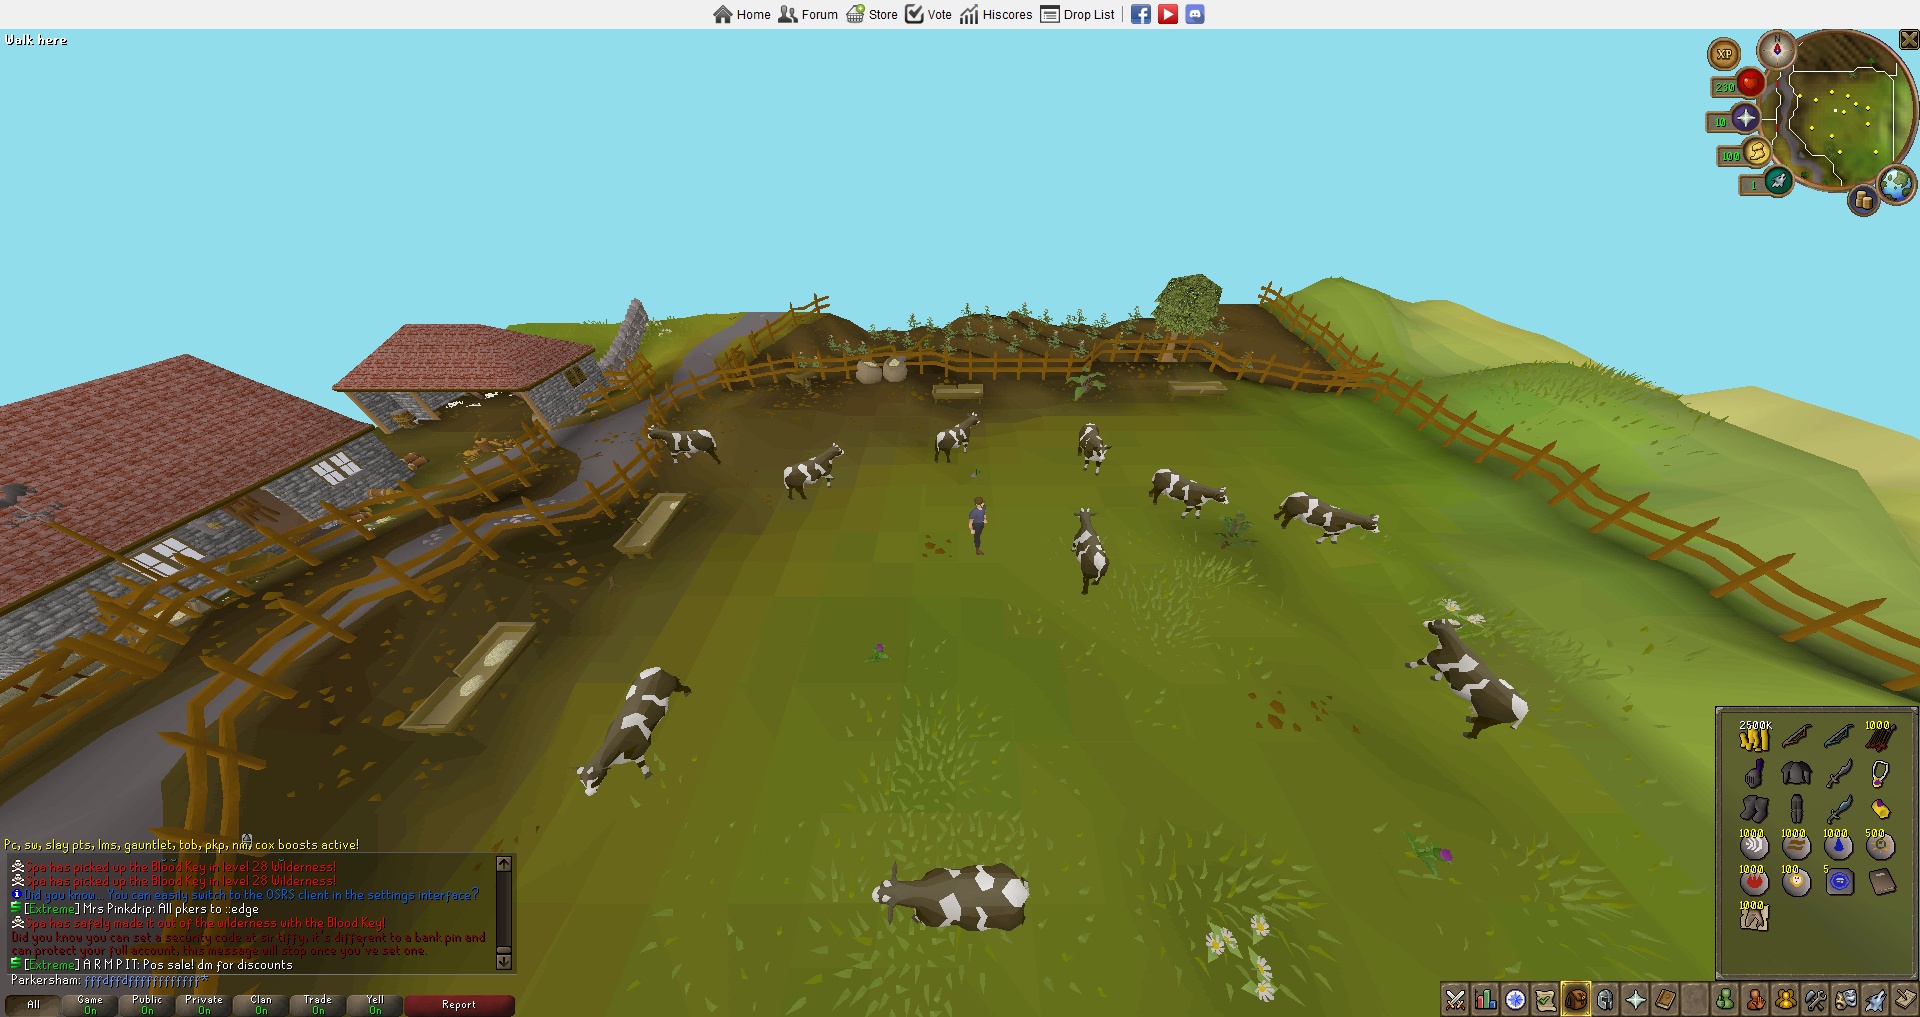 Home Forum Store Vote Hiscores Drop List
Walk here
N
XP
230
10
100
1
2500K 1000
1000 1000 1000 500
1000 100 5
1000
Pc, sw, slay pts, lms, gauntlet, tob, pkp, nm, cox boosts active!
Spa has picked up the Blood Key in level 28 Wilderness!
Spa has picked up the Blood Key in level 28 Wilderness!
Did you know... You can easily switch to the OSRS client in the settings interface?
[Extreme] Mrs Pinkdrip: All pkers to ::edge
Spa has safely made it out of the wilderness with the Blood Key!
Did you know you can set a security code at sir tiffy, it's different to a bank pin and
can protect your full account, this message will stop once you've set one.
[Extreme] A R M P I T: Pos sale! dm for discounts
Parkersham:
All Game On Public On Private On Clan On Trade On Yell On Report